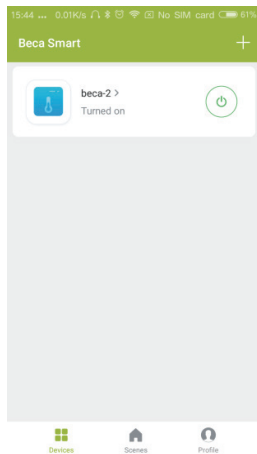 15:44 ... 0.01K/s No SIM card 61%
Beca Smart
beca-2 >
Turned on
Devices Scenes Profile